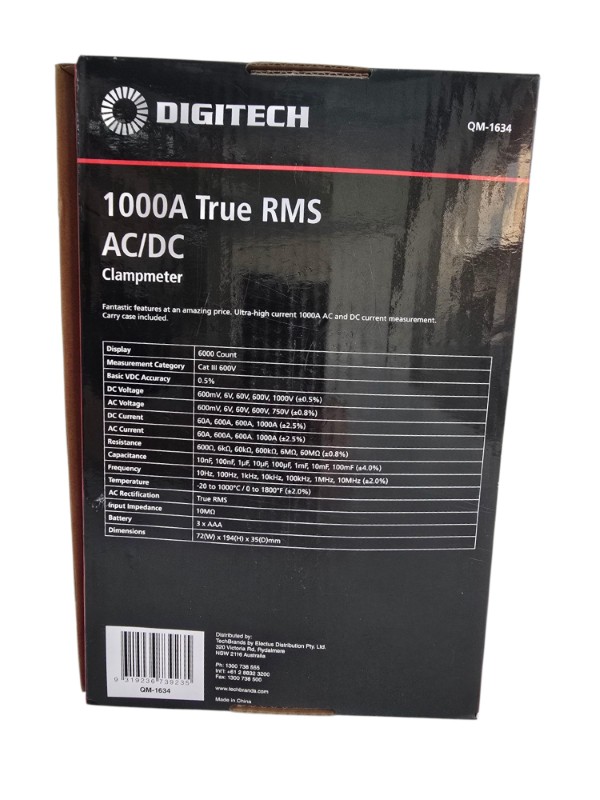 DIGITECH
QM-1634
1000A True RMS
AC/DC
Clampmeter
Fantastic features at an amazing price. Ultra-high current 1000A AC and DC current measurement.
Carry case included.
Display 6000 Count
Measurement Category Cat III 600V
Basic VDC Accuracy 0.5%
DC Voltage 600mV, 6V, 60V, 600V, 1000V (±0.5%)
AC Voltage 600mV, 6V, 60V, 600V, 750V (±0.8%)
DC Current 60A, 600A, 600A, 1000A (±2.5%)
AC Current 60A, 600A, 600A. 1000A (±2.5%)
Resistance 600Ω, 6kΩ, 60kΩ, 600kΩ, 6MΩ, 60MΩ (±0.8%)
Capacitance 10nF, 100nF, 1µF, 10µF, 100µF, 1mF, 10mF, 100mF (±4.0%)
Frequency 10Hz, 100Hz, 1kHz, 10kHz, 100kHz, 1MHz, 10MHz (±2.0%)
Temperature -20 to 1000°C / 0 to 1800°F (±2.0%)
AC Rectification True RMS
Input Impedance 10MΩ
Battery 3 x AAA
Dimensions 72(W) x 194(H) x 35(D)mm
Distributed by:
TechBrands by Electus Distribution Pty. Ltd.
320 Victoria Rd, Rydalmere
NSW 2116 Australia
Ph: 1300 738 555
Int'l: +61 2 8832 3200
Fax: 1300 738 500
www.techbrands.com
Made in China
9 319236 739235
QM-1634